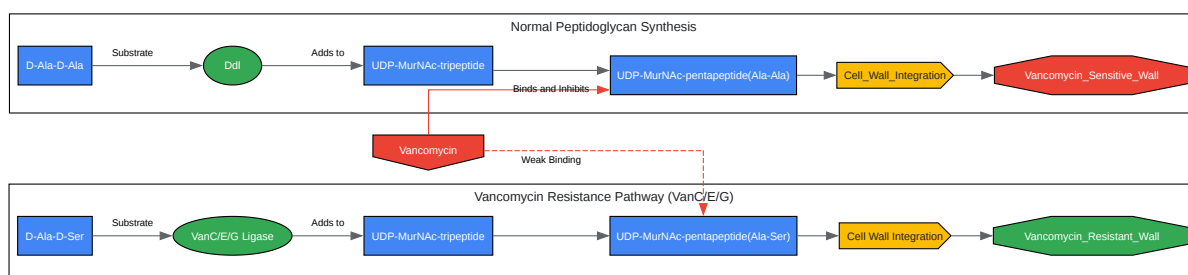 Normal Peptidoglycan Synthesis
D-Ala-D-Ala
Substrate
Ddl
Adds to
UDP-MurNAc-tripeptide
UDP-MurNAc-pentapeptide(Ala-Ala)
Cell_Wall_Integration
Vancomycin_Sensitive_Wall
Binds and Inhibits
Vancomycin
Weak Binding
Vancomycin Resistance Pathway (VanC/E/G)
D-Ala-D-Ser
Substrate
VanC/E/G Ligase
Adds to
UDP-MurNAc-tripeptide
UDP-MurNAc-pentapeptide(Ala-Ser)
Cell Wall Integration
Vancomycin_Resistant_Wall